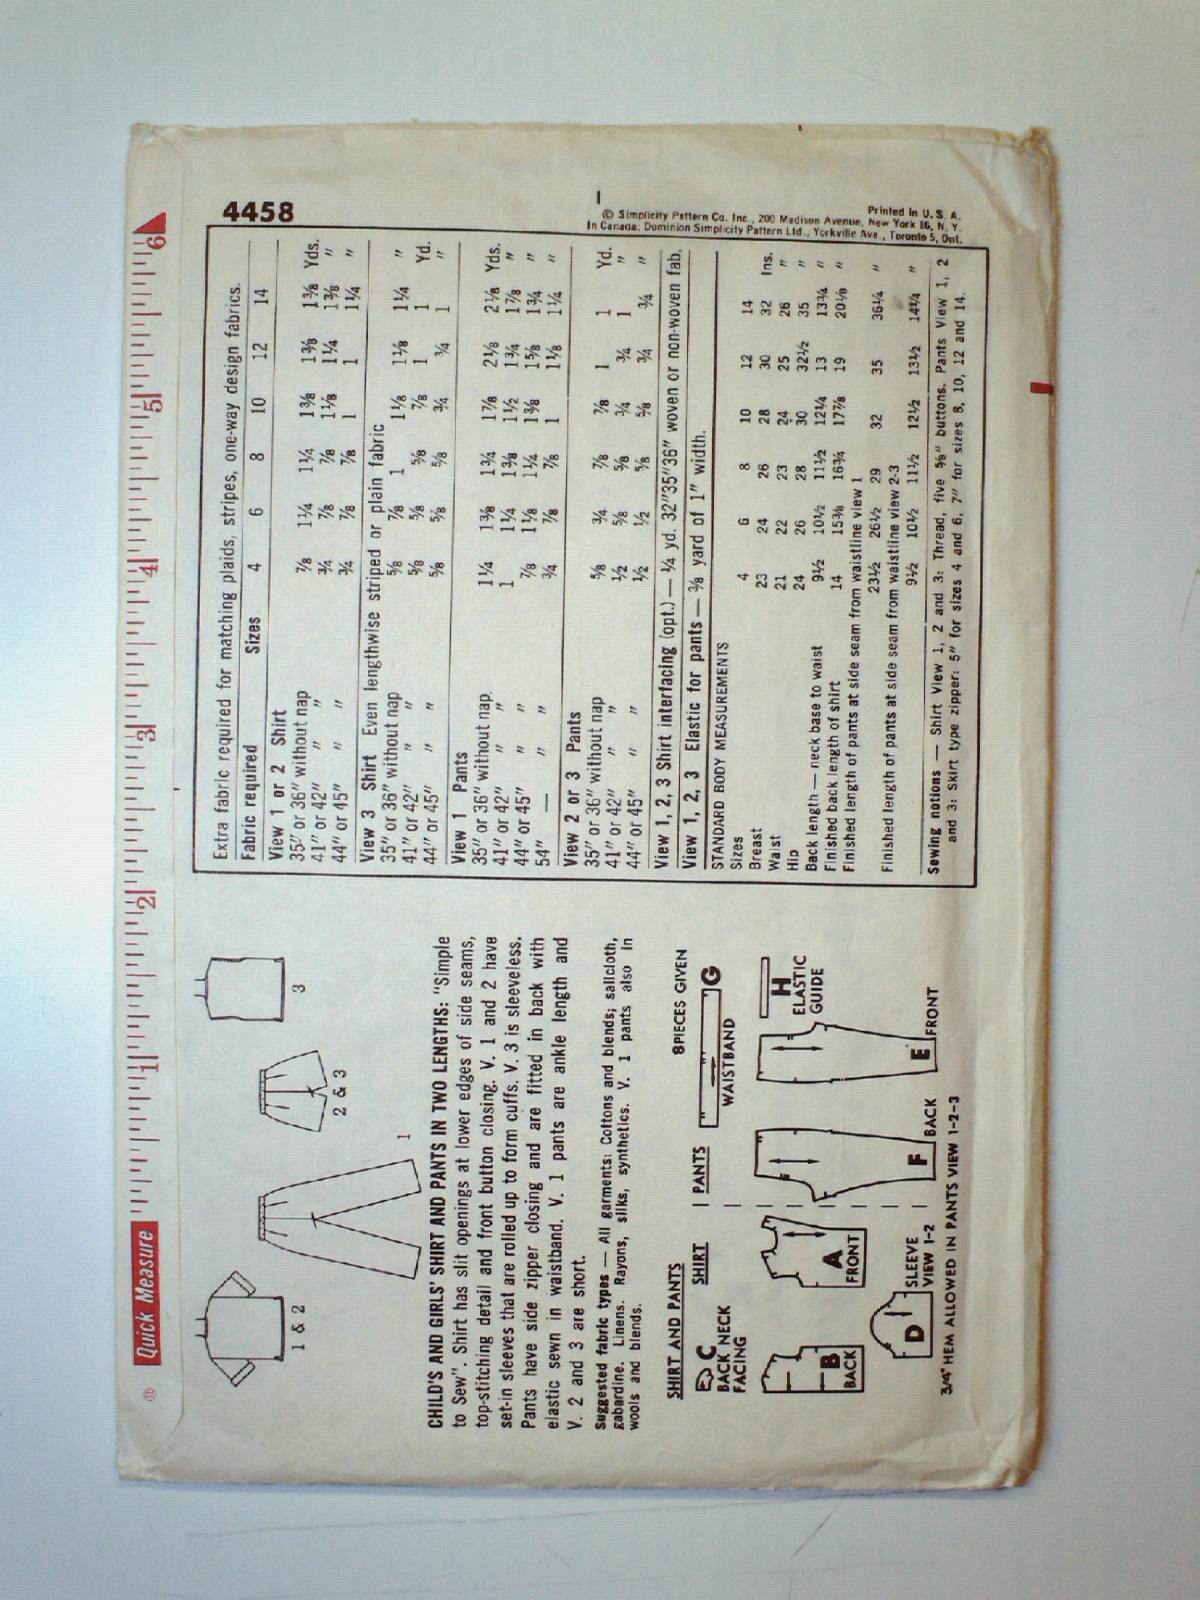 Quick Measure 1 2 3 4 5 6
1 & 2
1
2 & 3
3
CHILD'S AND GIRLS' SHIRT AND PANTS IN TWO LENGTHS: "Simple
to Sew". Shirt has slit openings at lower edges of side seams,
top-stitching detail and front button closing. V. 1 and 2 have
set-in sleeves that are rolled up to form cuffs. V. 3 is sleeveless.
Pants have side zipper closing and are fitted in back with
elastic sewn in waistband. V. 1 pants are ankle length and
V. 2 and 3 are short.
Suggested fabric types — All garments: Cottons and blends; sailcloth,
gabardine. Linens. Rayons, silks, synthetics. V. 1 pants also in
wools and blends.
SHIRT AND PANTS
8 PIECES GIVEN
SHIRT
PANTS
C
BACK NECK
FACING
G
WAISTBAND
H
ELASTIC
GUIDE
B
BACK
A
FRONT
D
SLEEVE
VIEW 1-2
F
BACK
E
FRONT
3/4" HEM ALLOWED IN PANTS VIEW 1-2-3
4458
Printed in U. S. A.
© Simplicity Pattern Co. Inc., 200 Madison Avenue, New York 16, N. Y.
In Canada: Dominion Simplicity Pattern Ltd., Yorkville Ave., Toronto 5, Ont.
Extra fabric required for matching plaids, stripes, one-way design fabrics.
Fabric required Sizes 4 6 8 10 12 14
View 1 or 2 Shirt
35" or 36" without nap ⅞ 1¼ 1¼ 1⅜ 1⅜ 1⅜ Yds.
41" or 42" " " ¾ ⅞ ⅞ 1⅛ 1¼ 1⅜ "
44" or 45" " " ¾ ⅞ ⅞ 1 1 1¼ "
View 3 Shirt Even lengthwise striped or plain fabric
35" or 36" without nap ⅝ ⅞ 1 1⅛ 1⅛ 1¼ "
41" or 42" " " ⅝ ⅝ ⅝ ⅞ 1 1 Yd.
44" or 45" " " ⅝ ⅝ ⅝ ¾ ¾ 1 "
View 1 Pants
35" or 36" without nap. 1¼ 1⅜ 1¾ 1⅞ 2⅛ 2⅛ Yds.
41" or 42" " " 1 1¼ 1⅜ 1½ 1¾ 1⅞ "
44" or 45" " " ⅞ 1⅛ 1¼ 1⅜ 1⅝ 1¾ "
54" — " " ¾ ⅞ ⅞ 1 1⅛ 1¼ "
View 2 or 3 Pants
35" or 36" without nap ⅝ ¾ ⅞ ⅞ 1 1 Yd.
41" or 42" " " ½ ⅝ ⅝ ¾ ¾ 1 "
44" or 45" " " ½ ½ ⅝ ⅝ ¾ ¾ "
View 1, 2, 3 Shirt interfacing (opt.) — ¼ yd. 32"35"36" woven or non-woven fab.
View 1, 2, 3 Elastic for pants — ⅜ yard of 1" width.
STANDARD BODY MEASUREMENTS
Sizes 4 6 8 10 12 14
Breast 23 24 26 28 30 32 Ins.
Waist 21 22 23 24 25 26 "
Hip 24 26 28 30 32½ 35 "
Back length — neck base to waist 9½ 10½ 11½ 12¼ 13 13¾ "
Finished back length of shirt 14 15⅜ 16¾ 17⅞ 19 20⅛ "
Finished length of pants at side seam from waistline view 1
23½ 26½ 29 32 35 36¼ "
Finished length of pants at side seam from waistline view 2-3
9½ 10½ 11½ 12½ 13½ 14¼ "
Sewing notions — Shirt View 1, 2 and 3: Thread, five ⅝" buttons. Pants View 1, 2
and 3: Skirt type zipper: 5" for sizes 4 and 6, 7" for sizes 8, 10, 12 and 14.